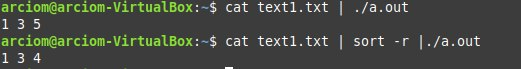 arciom@arciom-VirtualBox:~$ cat text1.txt | ./a.out
1 3 5
arciom@arciom-VirtualBox:~$ cat text1.txt | sort -r |./a.out
1 3 4